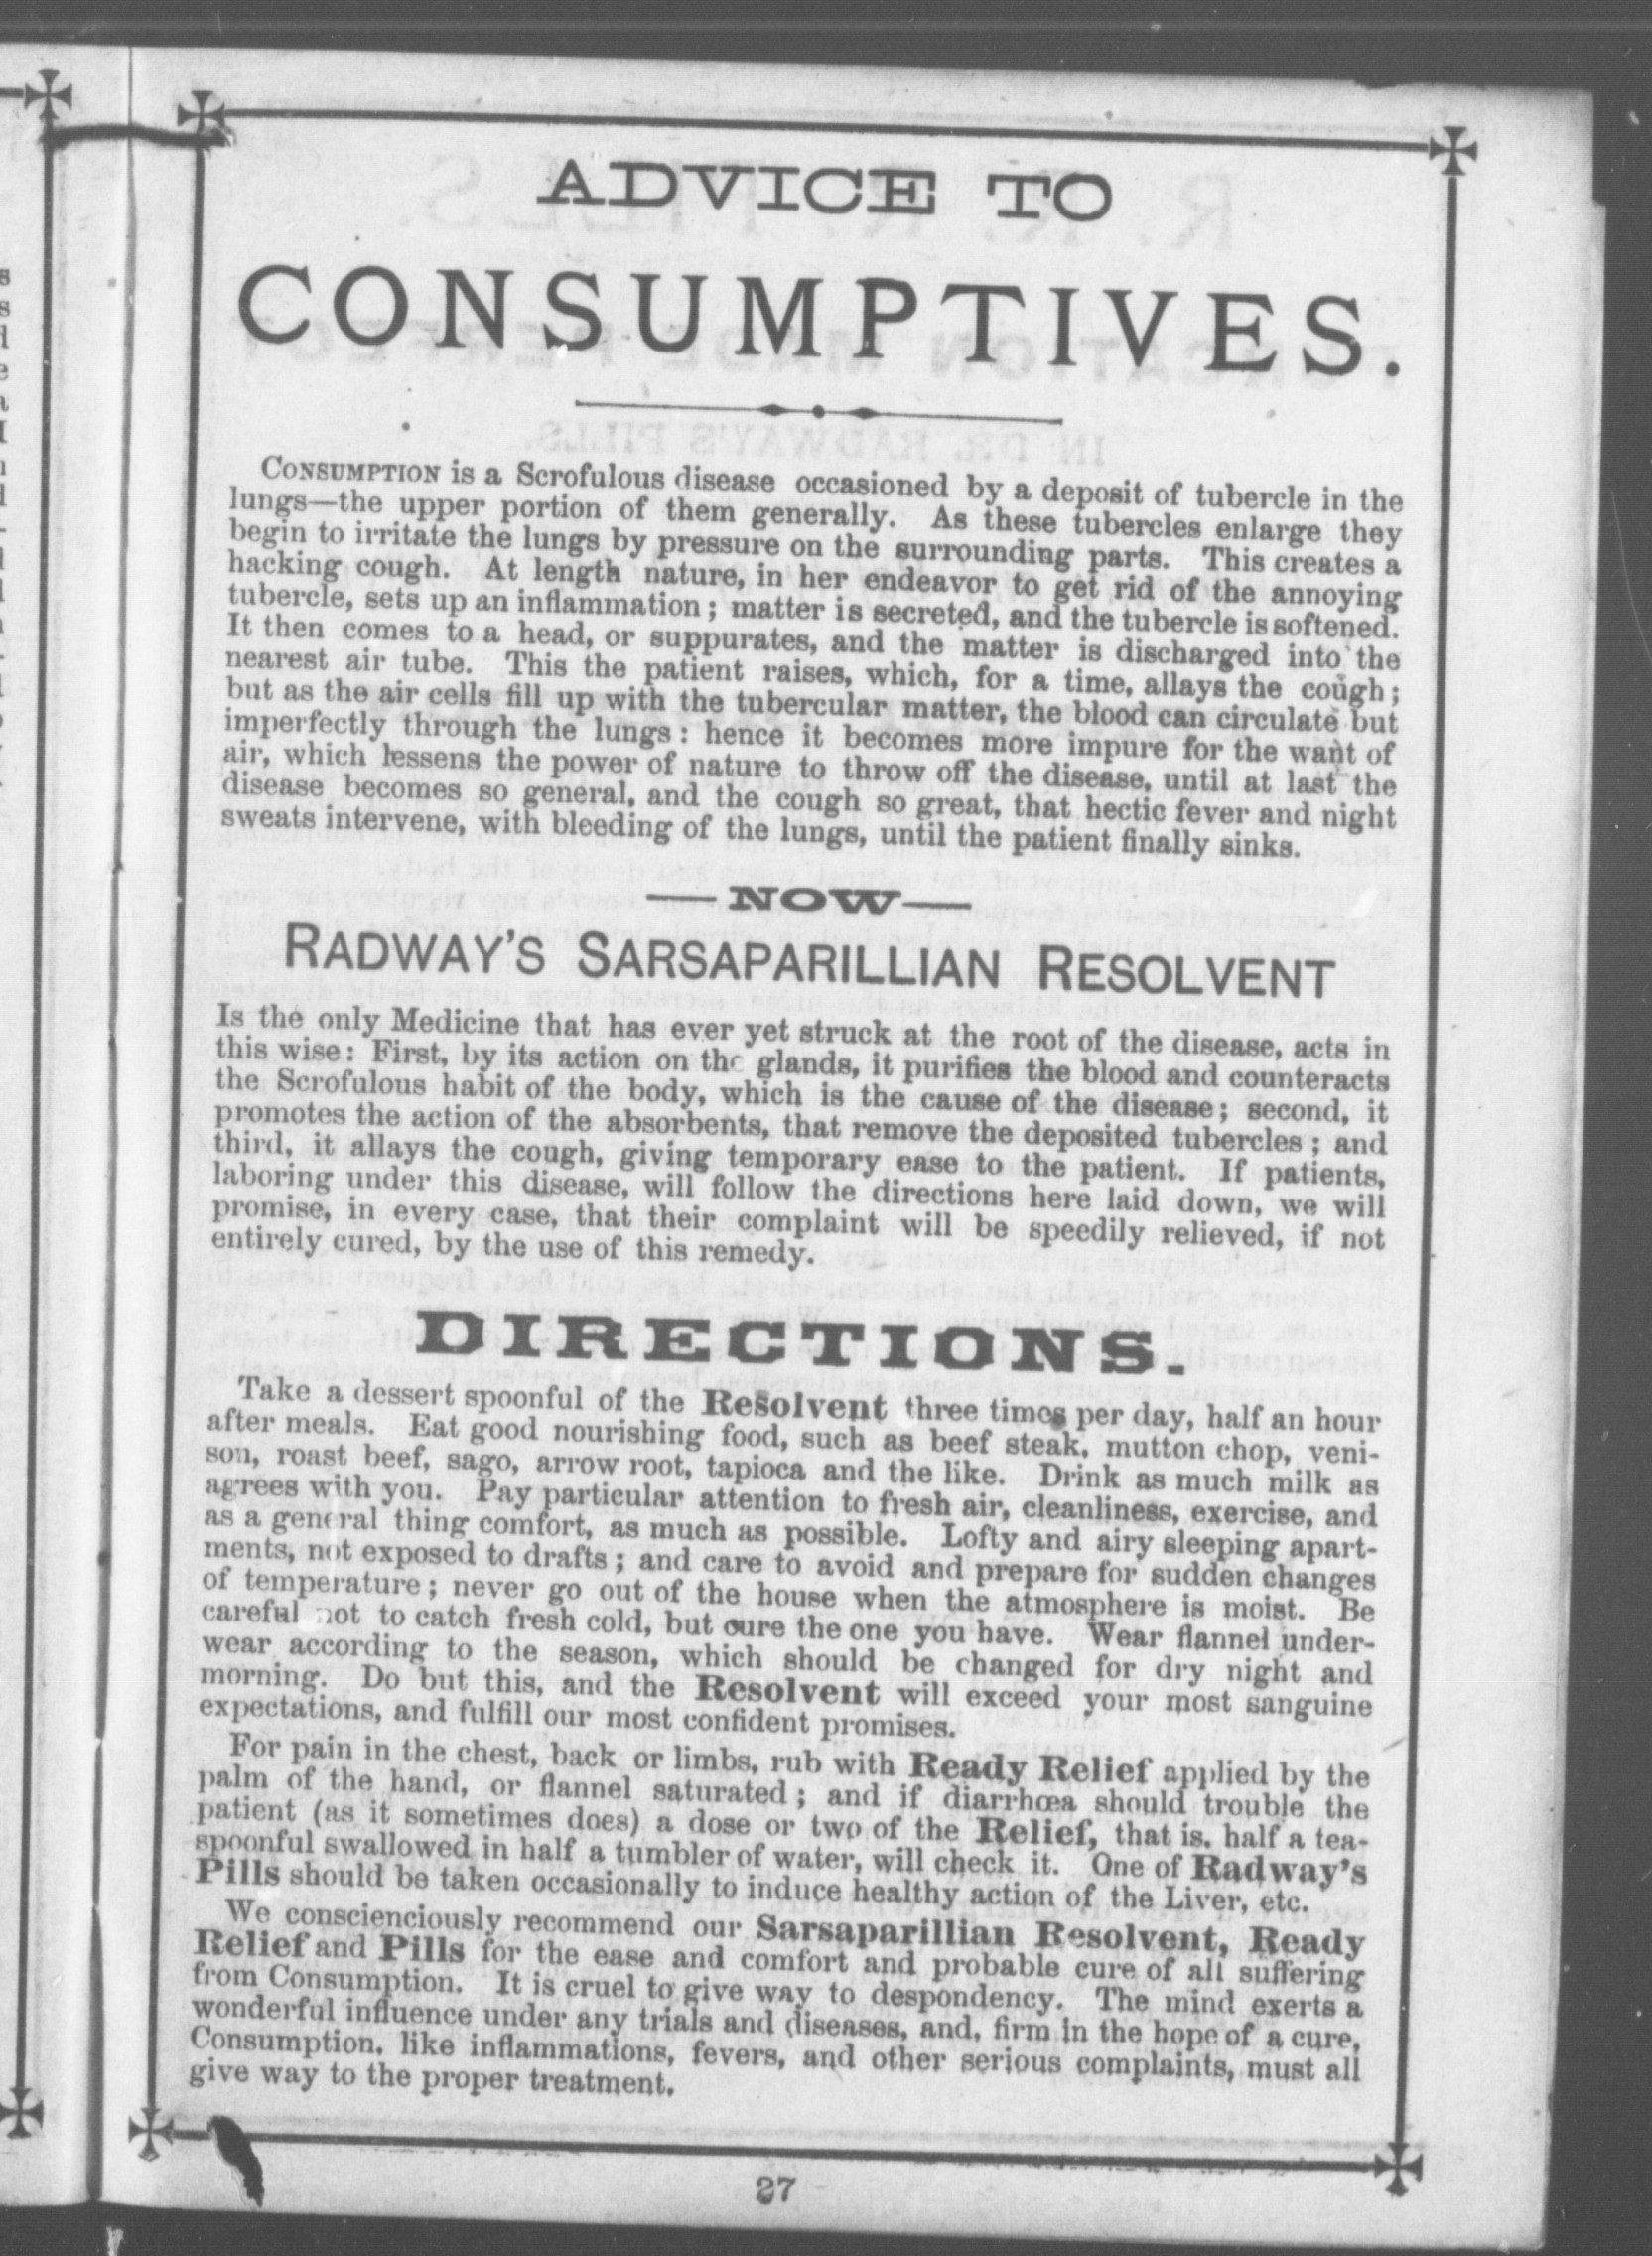 ADVICE TO
CONSUMPTIVES.
CONSUMPTION is a Scrofulous disease occasioned by a deposit of tubercle in the
lungs—the upper portion of them generally. As these tubercles enlarge they
begin to irritate the lungs by pressure on the surrounding parts. This creates a
hacking cough. At length nature, in her endeavor to get rid of the annoying
tubercle, sets up an inflammation; matter is secreted, and the tubercle is softened.
It then comes to a head, or suppurates, and the matter is discharged into the
nearest air tube. This the patient raises, which, for a time, allays the cough;
but as the air cells fill up with the tubercular matter, the blood can circulate but
imperfectly through the lungs: hence it becomes more impure for the want of
air, which lessens the power of nature to throw off the disease, until at last the
disease becomes so general, and the cough so great, that hectic fever and night
sweats intervene, with bleeding of the lungs, until the patient finally sinks.
—NOW—
RADWAY'S SARSAPARILLIAN RESOLVENT
Is the only Medicine that has ever yet struck at the root of the disease, acts in
this wise: First, by its action on the glands, it purifies the blood and counteracts
the Scrofulous habit of the body, which is the cause of the disease; second, it
promotes the action of the absorbents, that remove the deposited tubercles; and
third, it allays the cough, giving temporary ease to the patient. If patients,
laboring under this disease, will follow the directions here laid down, we will
promise, in every case, that their complaint will be speedily relieved, if not
entirely cured, by the use of this remedy.
DIRECTIONS.
Take a dessert spoonful of the Resolvent three times per day, half an hour
after meals. Eat good nourishing food, such as beef steak, mutton chop, veni-
son, roast beef, sago, arrow root, tapioca and the like. Drink as much milk as
agrees with you. Pay particular attention to fresh air, cleanliness, exercise, and
as a general thing comfort, as much as possible. Lofty and airy sleeping apart-
ments, not exposed to drafts; and care to avoid and prepare for sudden changes
of temperature; never go out of the house when the atmosphere is moist. Be
careful not to catch fresh cold, but cure the one you have. Wear flannel under-
wear according to the season, which should be changed for dry night and
morning. Do but this, and the Resolvent will exceed your most sanguine
expectations, and fulfill our most confident promises.
For pain in the chest, back or limbs, rub with Ready Relief applied by the
palm of the hand, or flannel saturated; and if diarrhœa should trouble the
patient (as it sometimes does) a dose or two of the Relief, that is, half a tea-
spoonful swallowed in half a tumbler of water, will check it. One of Radway's
Pills should be taken occasionally to induce healthy action of the Liver, etc.
We conscienciously recommend our Sarsaparillian Resolvent, Ready
Relief and Pills for the ease and comfort and probable cure of all suffering
from Consumption. It is cruel to give way to despondency. The mind exerts a
wonderful influence under any trials and diseases, and, firm in the hope of a cure,
Consumption, like inflammations, fevers, and other serious complaints, must all
give way to the proper treatment.
27